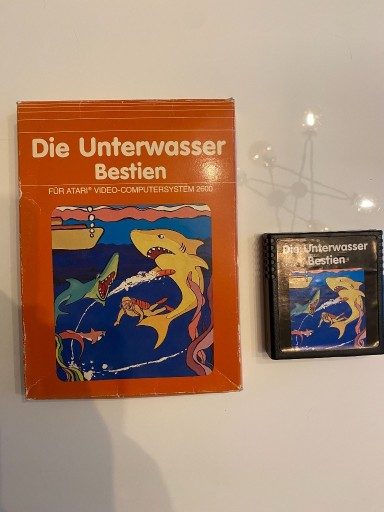 Die Unterwasser
Bestien
FÜR ATARI® VIDEO-COMPUTERSYSTEM 2600
Die Unterwasser
Bestien